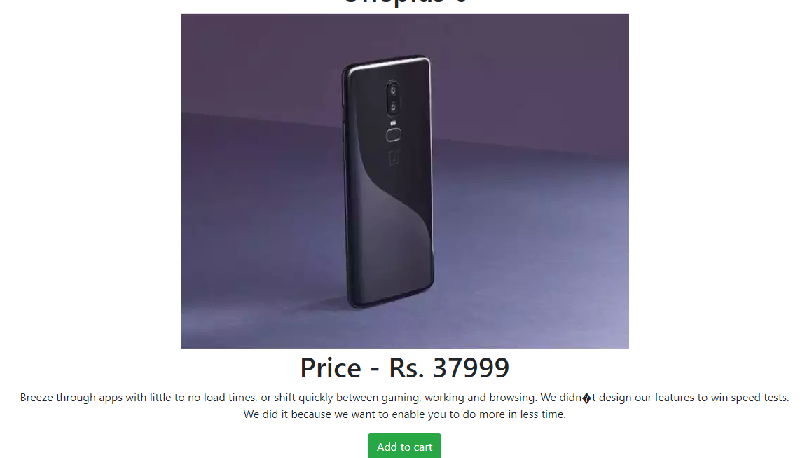 Oneplus 6
Price - Rs. 37999
Breeze through apps with little to no load times, or shift quickly between gaming, working and browsing. We didn�t design our features to win speed tests.
We did it because we want to enable you to do more in less time.
Add to cart